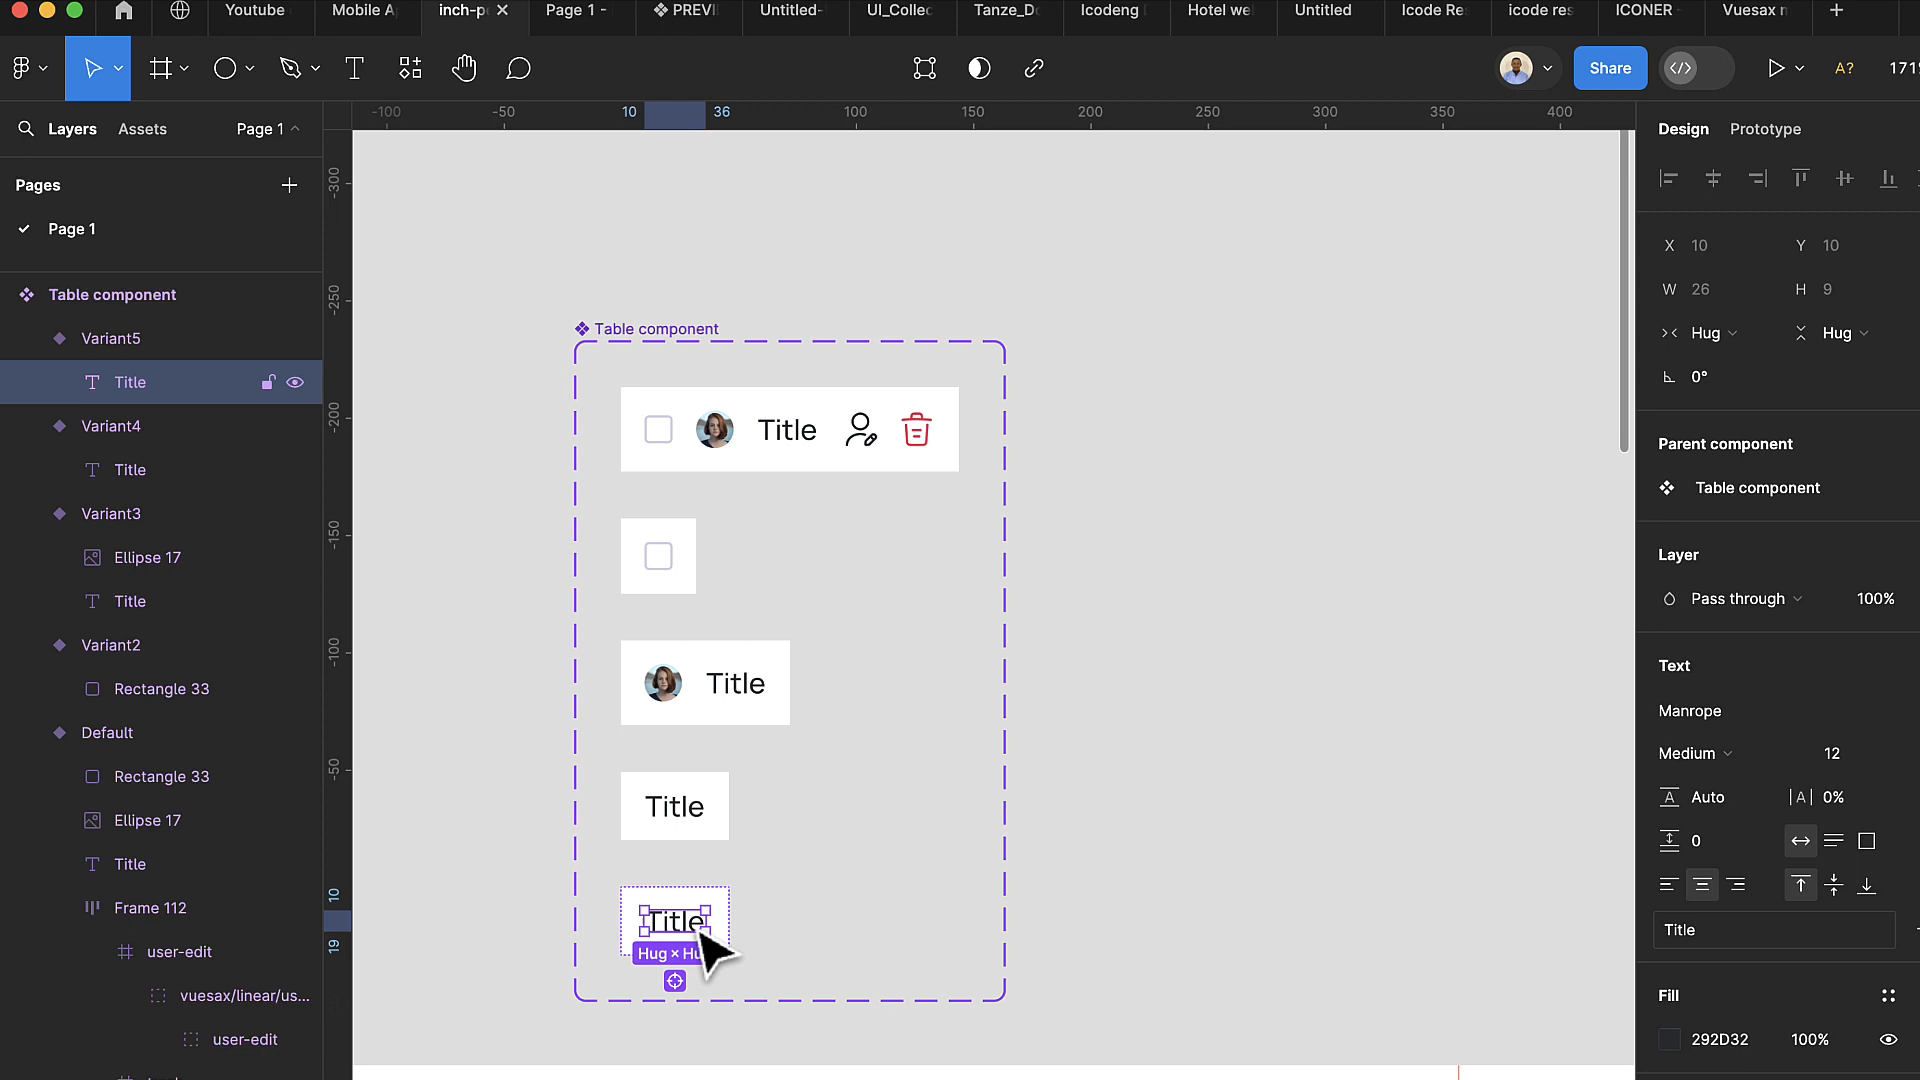 Youtube
Mobile A
inch-p
Page 1 -
PREVI
Untitled-
UI_Collec
Tanze_D
Icodeng
Hotel we
Untitled
Icode Re
icode res
ICONER
Vuesax
T
Share
</>
A?
171
Layers
Assets
Page 1
-100
-50
10
36
100
150
200
250
300
350
400
Design
Prototype
Pages
Page 1
X 10
Y 10
W 26
H 9
Hug
Hug
0°
Table component
Variant5
Title
Variant4
Title
Variant3
Ellipse 17
Title
Variant2
Rectangle 33
Default
Rectangle 33
Ellipse 17
Title
Frame 112
user-edit
vuesax/linear/us...
user-edit
-300
-250
-200
-150
-100
-50
10
19
Table component
Title
Title
Title
Title
Hug × Hu
Parent component
Table component
Layer
Pass through
100%
Text
Manrope
Medium
12
Auto
|A| 0%
0
Title
Fill
292D32
100%